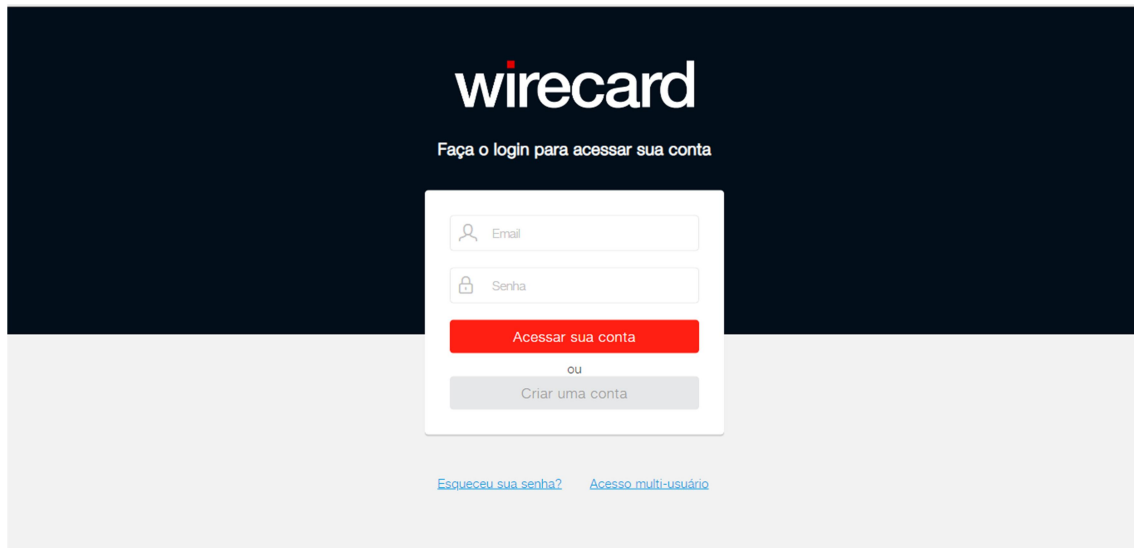 wirecard
Faça o login para acessar sua conta
Email
Senha
Acessar sua conta
ou
Criar uma conta
Esqueceu sua senha? Acesso multi-usuário